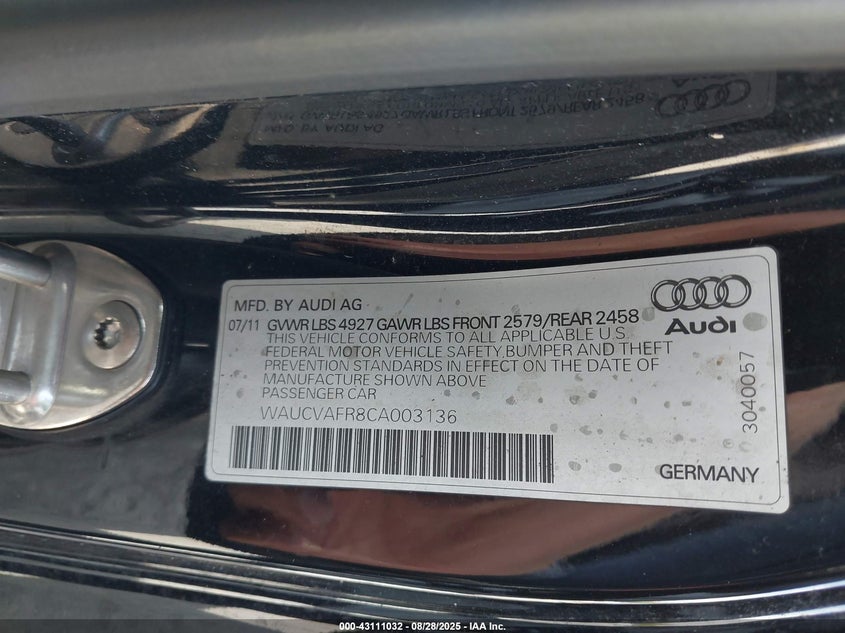 MFD. BY AUDI AG
07/11 GVWR LBS 4927 GAWR LBS FRONT 2579/REAR 2458
THIS VEHICLE CONFORMS TO ALL APPLICABLE U.S.
FEDERAL MOTOR VEHICLE SAFETY,BUMPER AND THEFT
PREVENTION STANDARDS IN EFFECT ON THE DATE OF
MANUFACTURE SHOWN ABOVE
PASSENGER CAR
WAUCVAFR8CA003136
Audi
3040057
GERMANY
000-43111032 - 08/28/2025 - IAA Inc.